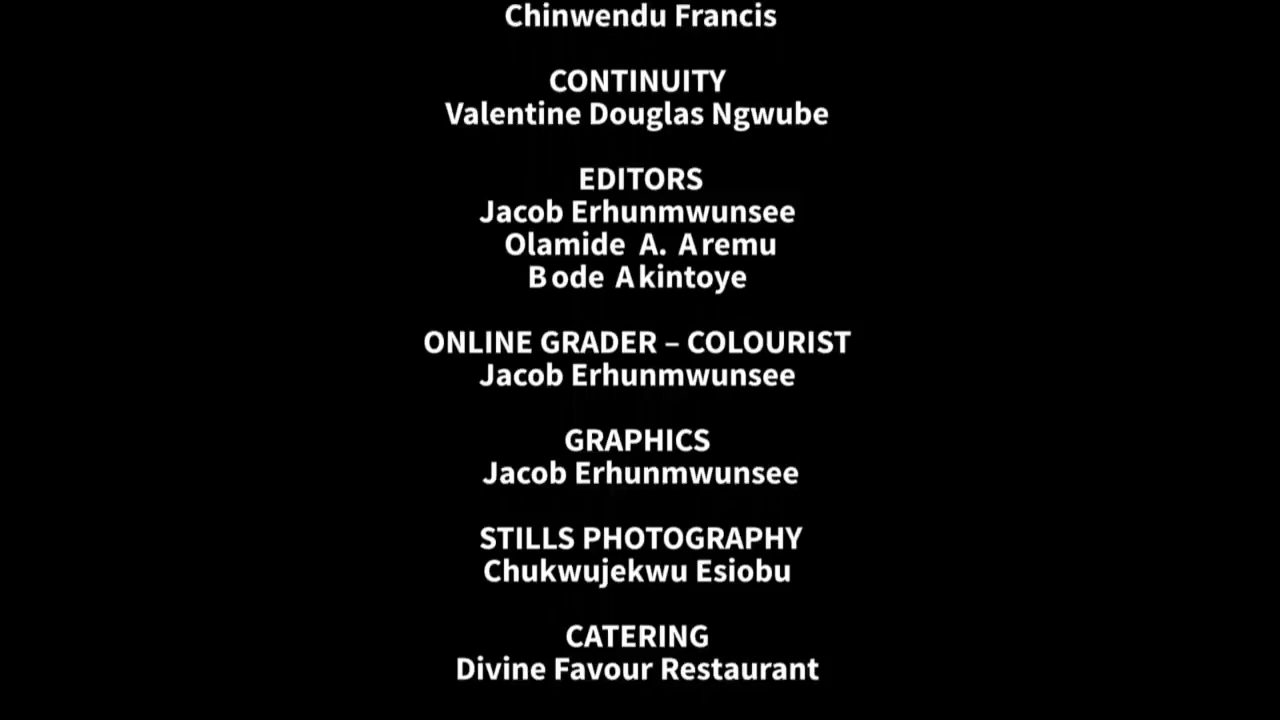 Chinwendu Francis
CONTINUITY
Valentine Douglas Ngwube
EDITORS
Jacob Erhunmwunsee
Olamide A. Aremu
Bode Akintoye
ONLINE GRADER – COLOURIST
Jacob Erhunmwunsee
GRAPHICS
Jacob Erhunmwunsee
STILLS PHOTOGRAPHY
Chukwujekwu Esiobu
CATERING
Divine Favour Restaurant